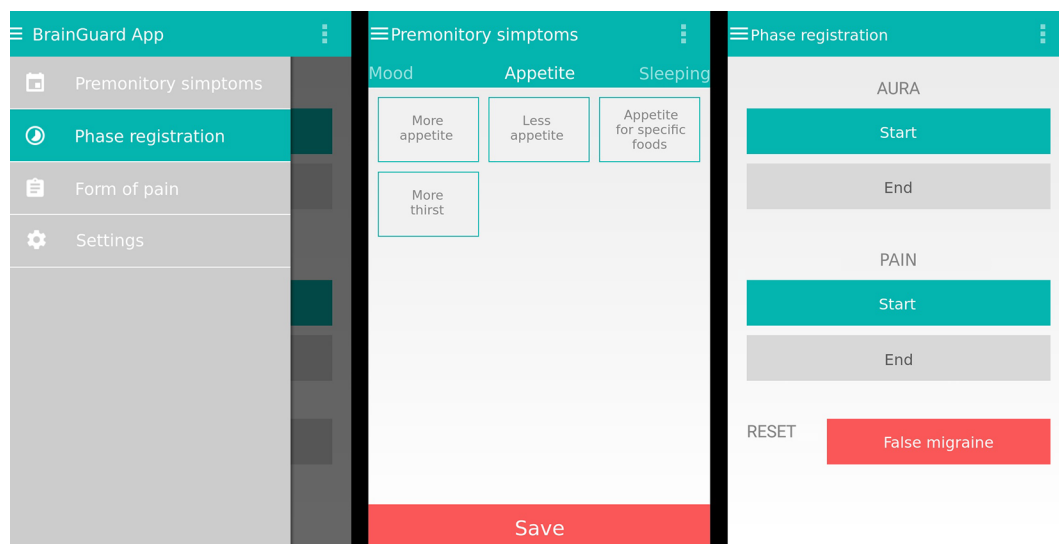 BrainGuard App
Premonitory simptoms
Phase registration
Form of pain
Settings
Premonitory symptoms
Mood Appetite Sleeping
More
appetite
Less
appetite
Appetite
for specific
foods
More
thirst
Save
Phase registration
AURA
Start
End
PAIN
Start
End
RESET
False migraine